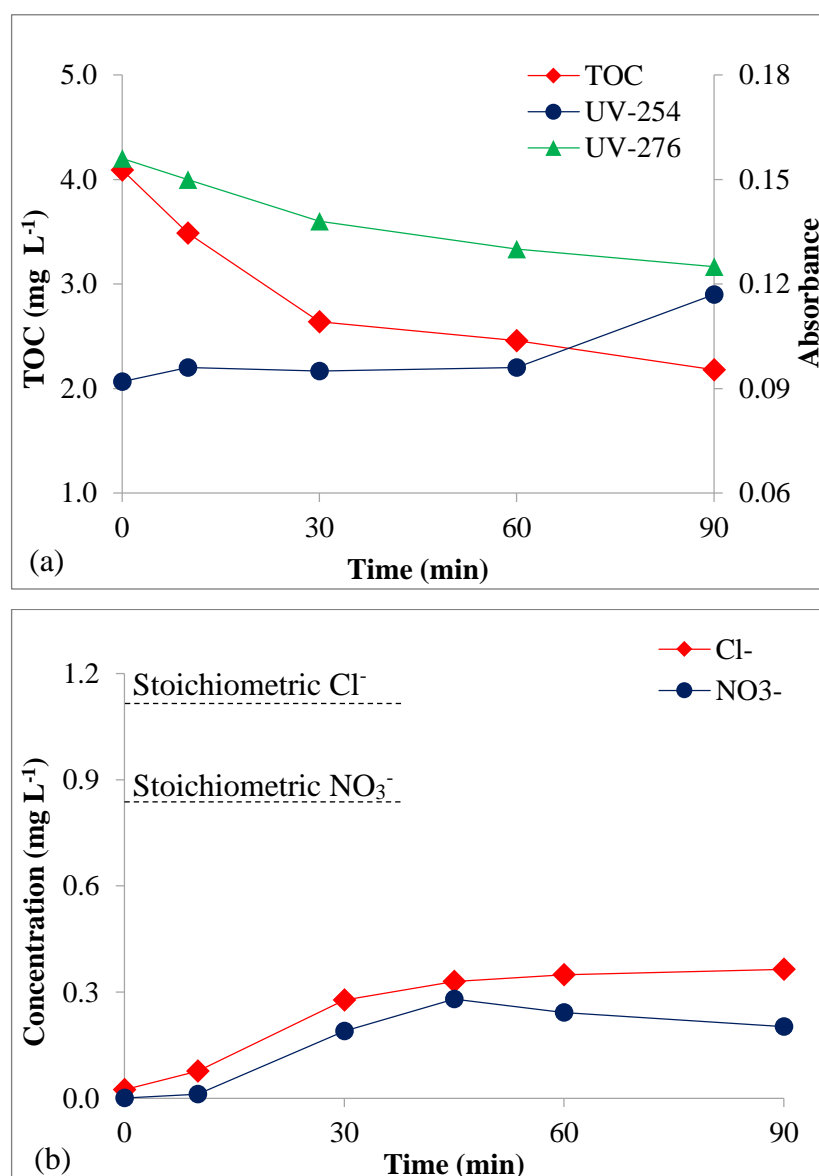 5.0
4.0
3.0
2.0
1.0
TOC (mg L-1)
TOC
UV-254
UV-276
0.18
0.15
0.12
0.09
0.06
Absorbance
0
30
60
90
Time (min)
(a)
1.2
0.9
0.6
0.3
0.0
Concentration (mg L-1)
Stoichiometric Cl-
Stoichiometric NO3-
Cl-
NO3-
0
30
60
90
Time (min)
(b)